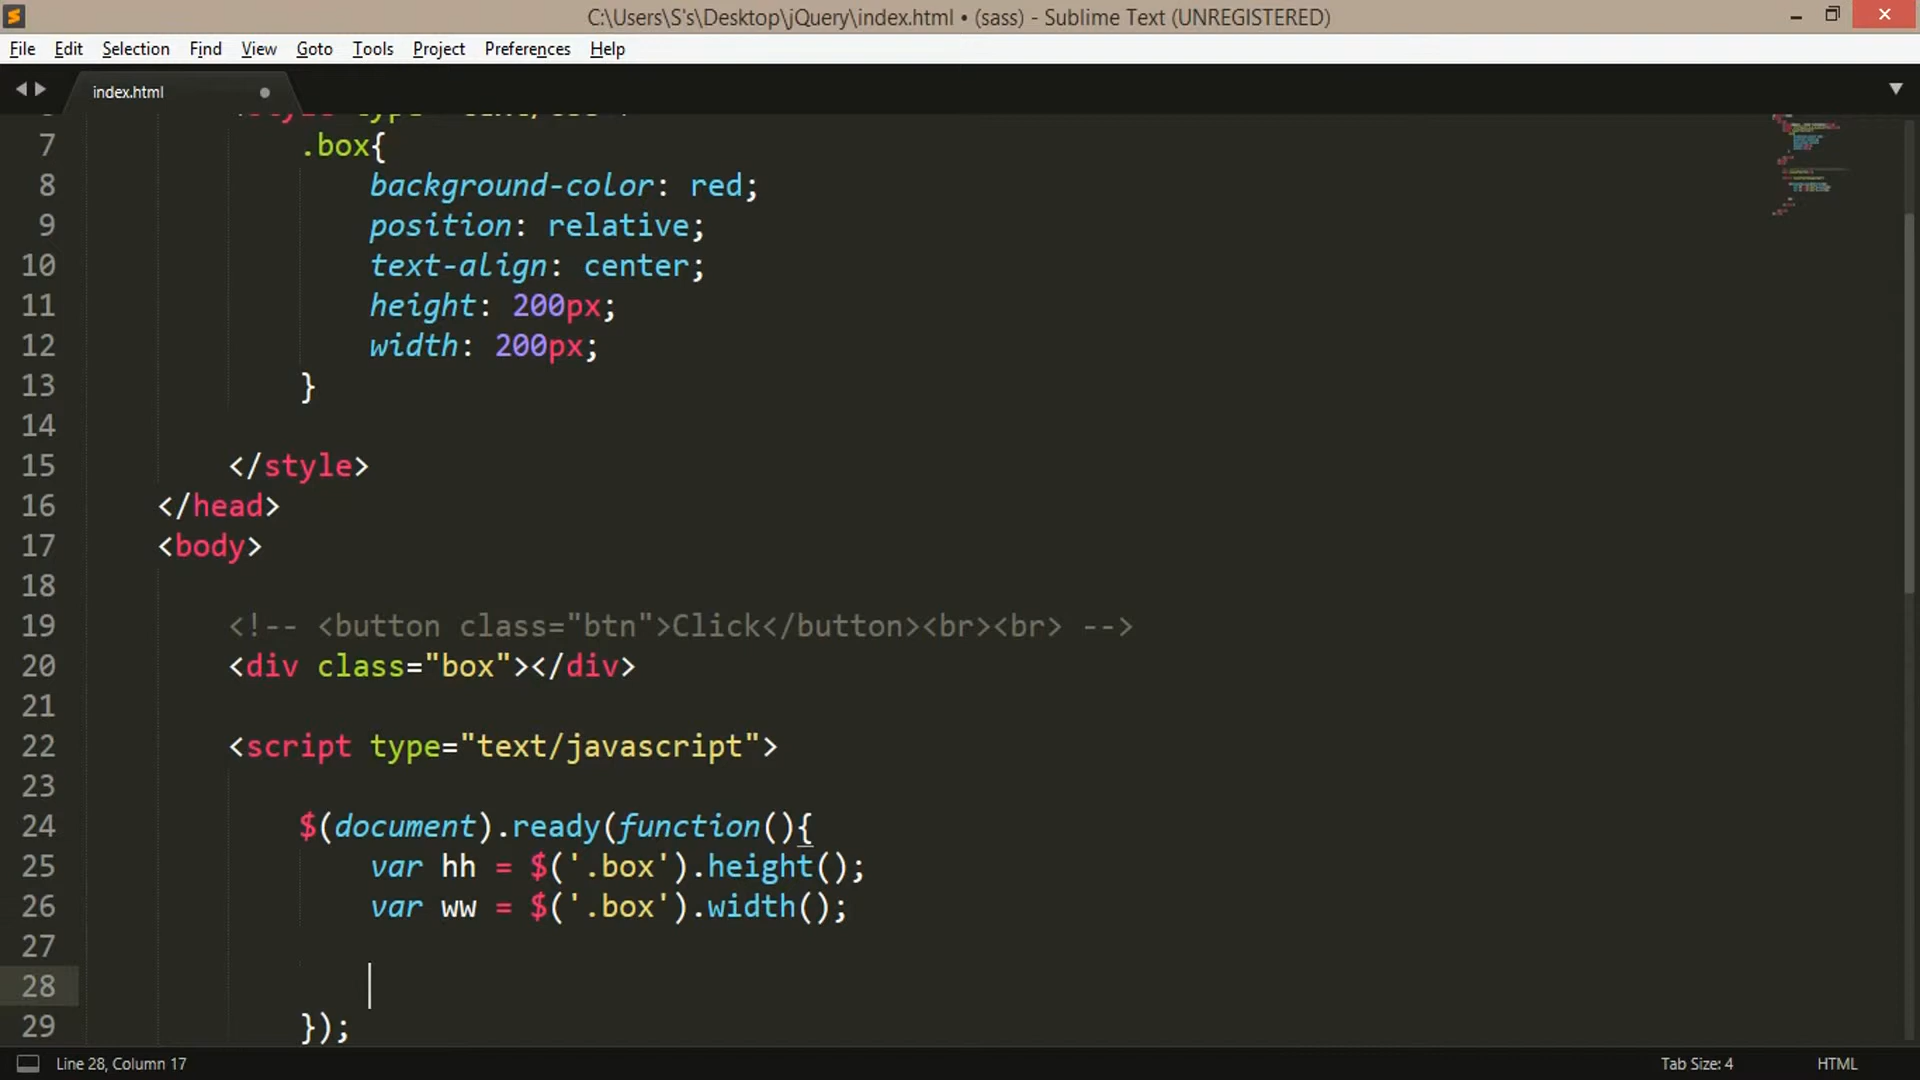 C:\Users\S's\Desktop\jQuery\index.html • (sass) - Sublime Text (UNREGISTERED)
File Edit Selection Find View Goto Tools Project Preferences Help
index.html
7 .box{
8 background-color: red;
9 position: relative;
10 text-align: center;
11 height: 200px;
12 width: 200px;
13 }
14
15 </style>
16 </head>
17 <body>
18
19 <!-- <button class="btn">Click</button><br><br> -->
20 <div class="box"></div>
21
22 <script type="text/javascript">
23
24 $(document).ready(function(){
25 var hh = $('.box').height();
26 var ww = $('.box').width();
27
28
29 });
Line 28, Column 17 Tab Size: 4 HTML